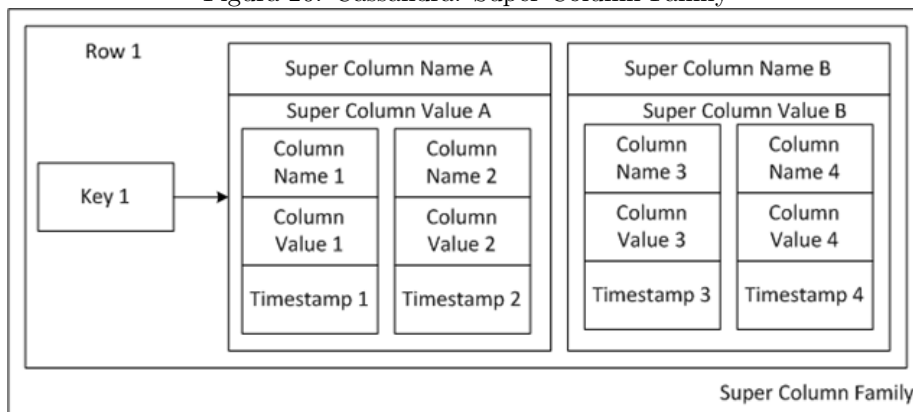 Figure 20: Cassandra: Super Column Family
Row 1
Super Column Name A
Super Column Value A
Column
Name 1
Column
Value 1
Timestamp 1
Column
Name 2
Column
Value 2
Timestamp 2
Key 1
Super Column Name B
Super Column Value B
Column
Name 3
Column
Value 3
Timestamp 3
Column
Name 4
Column
Value 4
Timestamp 4
Super Column Family